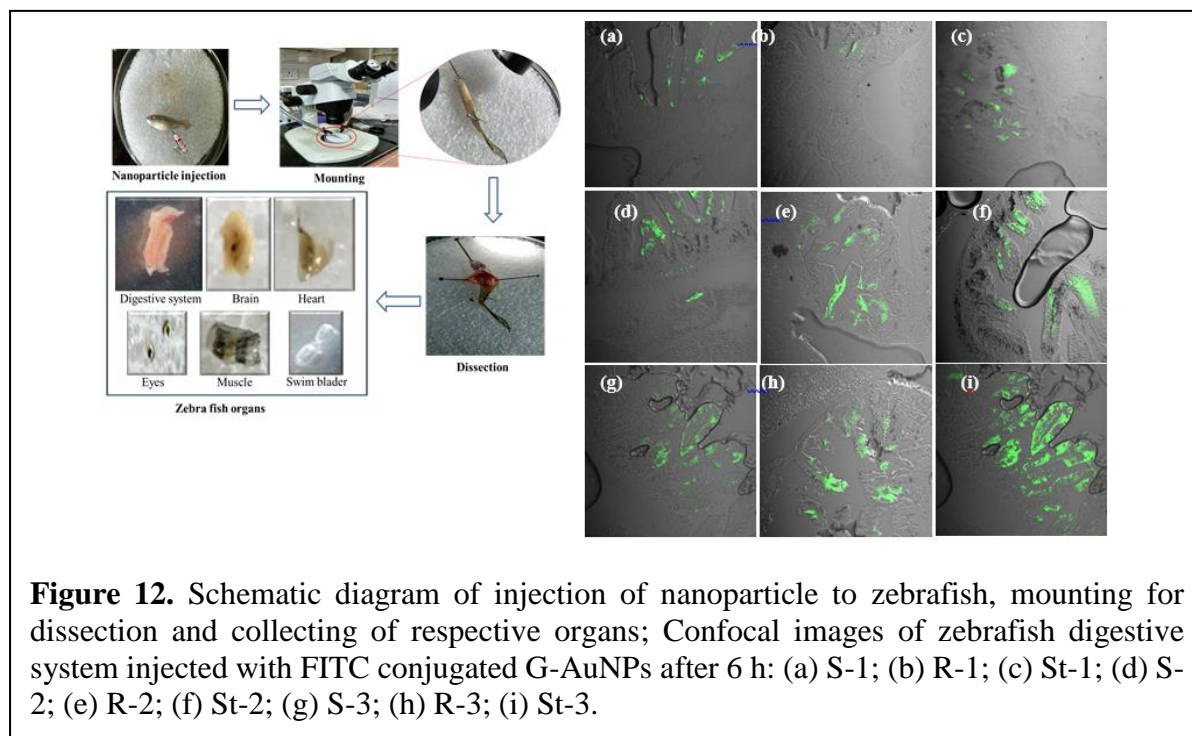 Nanoparticle injection
Mounting
Dissection
Digestive system
Brain
Heart
Eyes
Muscle
Swim blader
Zebra fish organs
(a)
(b)
(c)
(d)
(e)
(f)
(g)
(h)
(i)
Figure 12. Schematic diagram of injection of nanoparticle to zebrafish, mounting for
dissection and collecting of respective organs; Confocal images of zebrafish digestive
system injected with FITC conjugated G-AuNPs after 6 h: (a) S-1; (b) R-1; (c) St-1; (d) S-
2; (e) R-2; (f) St-2; (g) S-3; (h) R-3; (i) St-3.